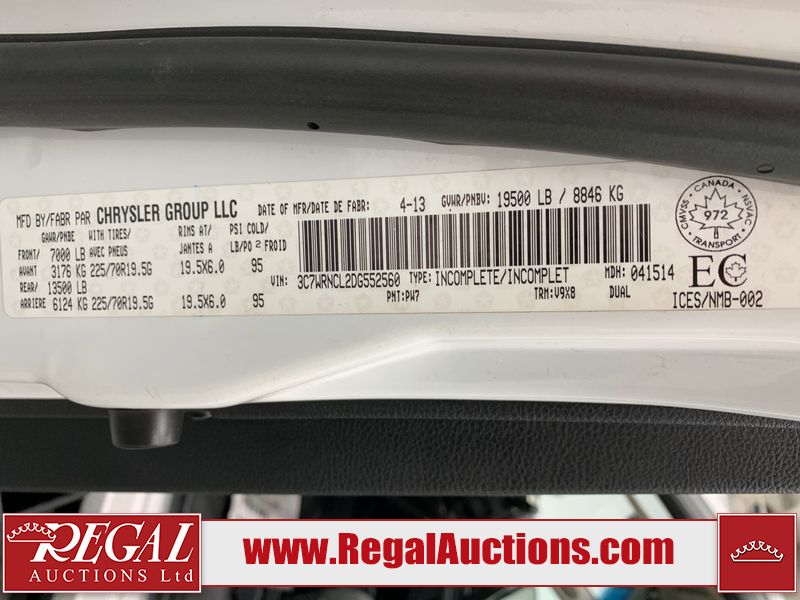 MFD BY/FABR PAR CHRYSLER GROUP LLC DATE OF MFR/DATE DE FABR: 4-13 GVWR/PNBV: 19500 LB / 8846 KG
GAWR/PNBE WITH TIRES/ RIMS AT/ PSI COLD/
FRONT/ 7000 LB AVEC PNEUS JANTES A LB/PO 2 FROID
AVANT 3176 KG 225/70R19.5G 19.5X6.0 95
REAR/ 13500 LB
ARRIERE 6124 KG 225/70R19.5G 19.5X6.0 95
VIN: 3C7WRNCL2DG552560 TYPE: INCOMPLETE/INCOMPLET MDH: 041514
PNT: PW7 TRM: V9X8 DUAL
CANADA
CMVSS 972 NSVAC
TRANSPORT
EC
ICES/NMB-002
REGAL
AUCTIONS Ltd
www.RegalAuctions.com